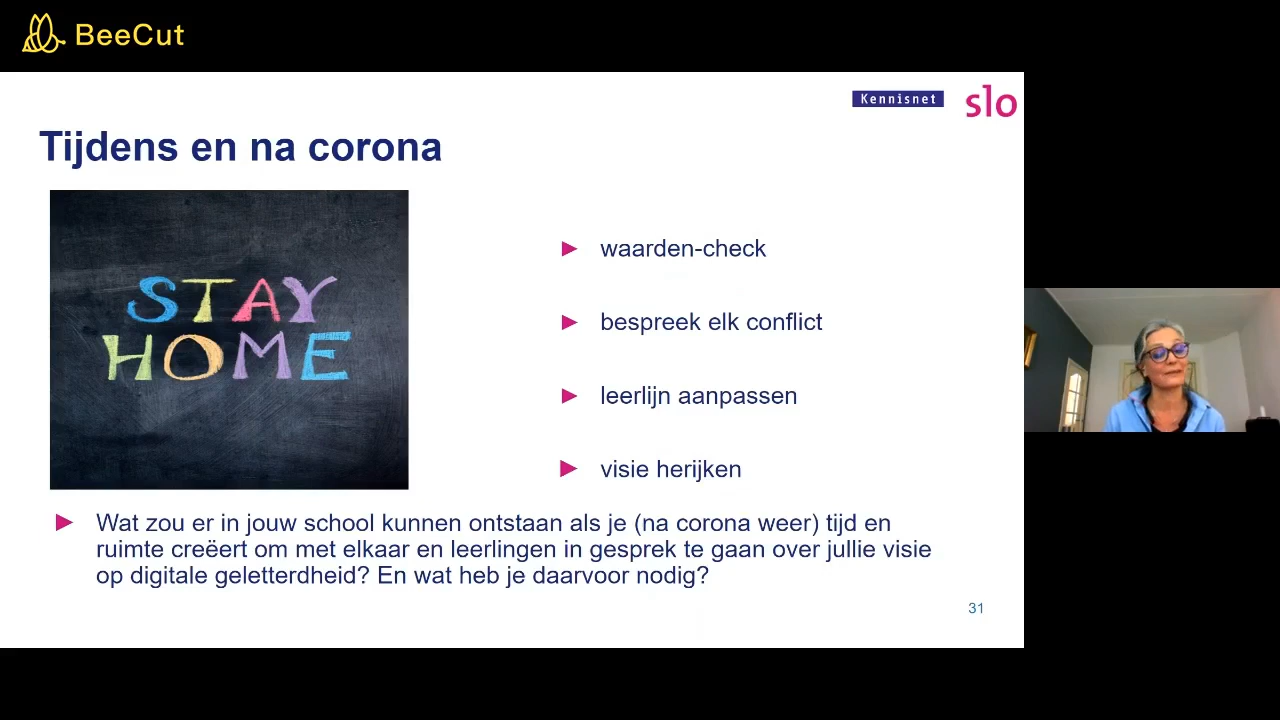 BeeCut
Kennisnet
slo
Tijdens en na corona
STAY
HOME
► waarden-check
► bespreek elk conflict
► leerlijn aanpassen
► visie herijken
► Wat zou er in jouw school kunnen ontstaan als je (na corona weer) tijd en
ruimte creëert om met elkaar en leerlingen in gesprek te gaan over jullie visie
op digitale geletterdheid? En wat heb je daarvoor nodig?
31